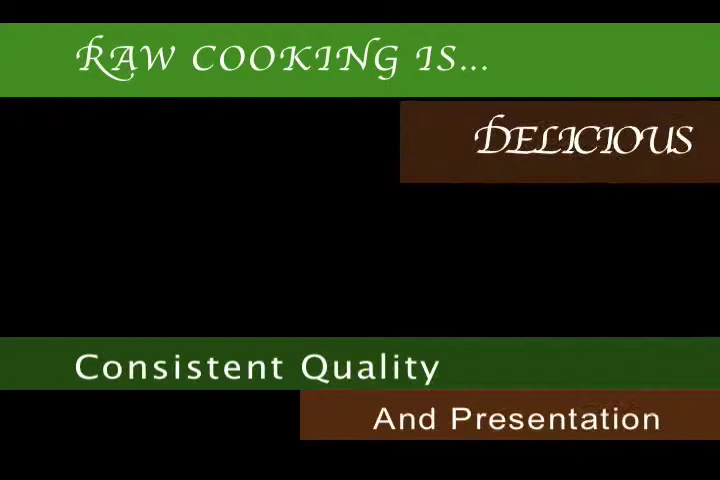 RAW COOKING IS...
DELICIOUS
Consistent Quality
And Presentation